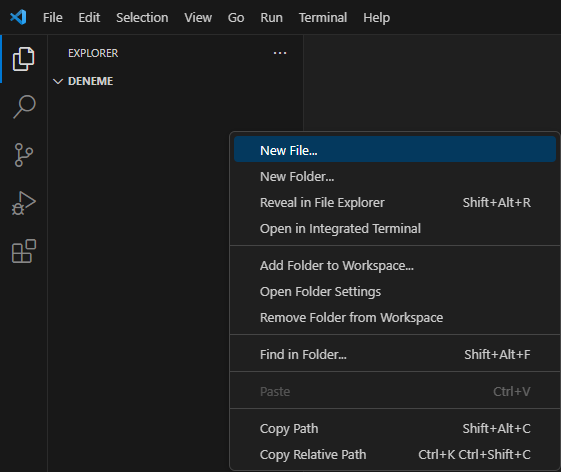 File Edit Selection View Go Run Terminal Help
EXPLORER ...
DENEME
New File...
New Folder...
Reveal in File Explorer Shift+Alt+R
Open in Integrated Terminal
Add Folder to Workspace...
Open Folder Settings
Remove Folder from Workspace
Find in Folder... Shift+Alt+F
Paste Ctrl+V
Copy Path Shift+Alt+C
Copy Relative Path Ctrl+K Ctrl+Shift+C